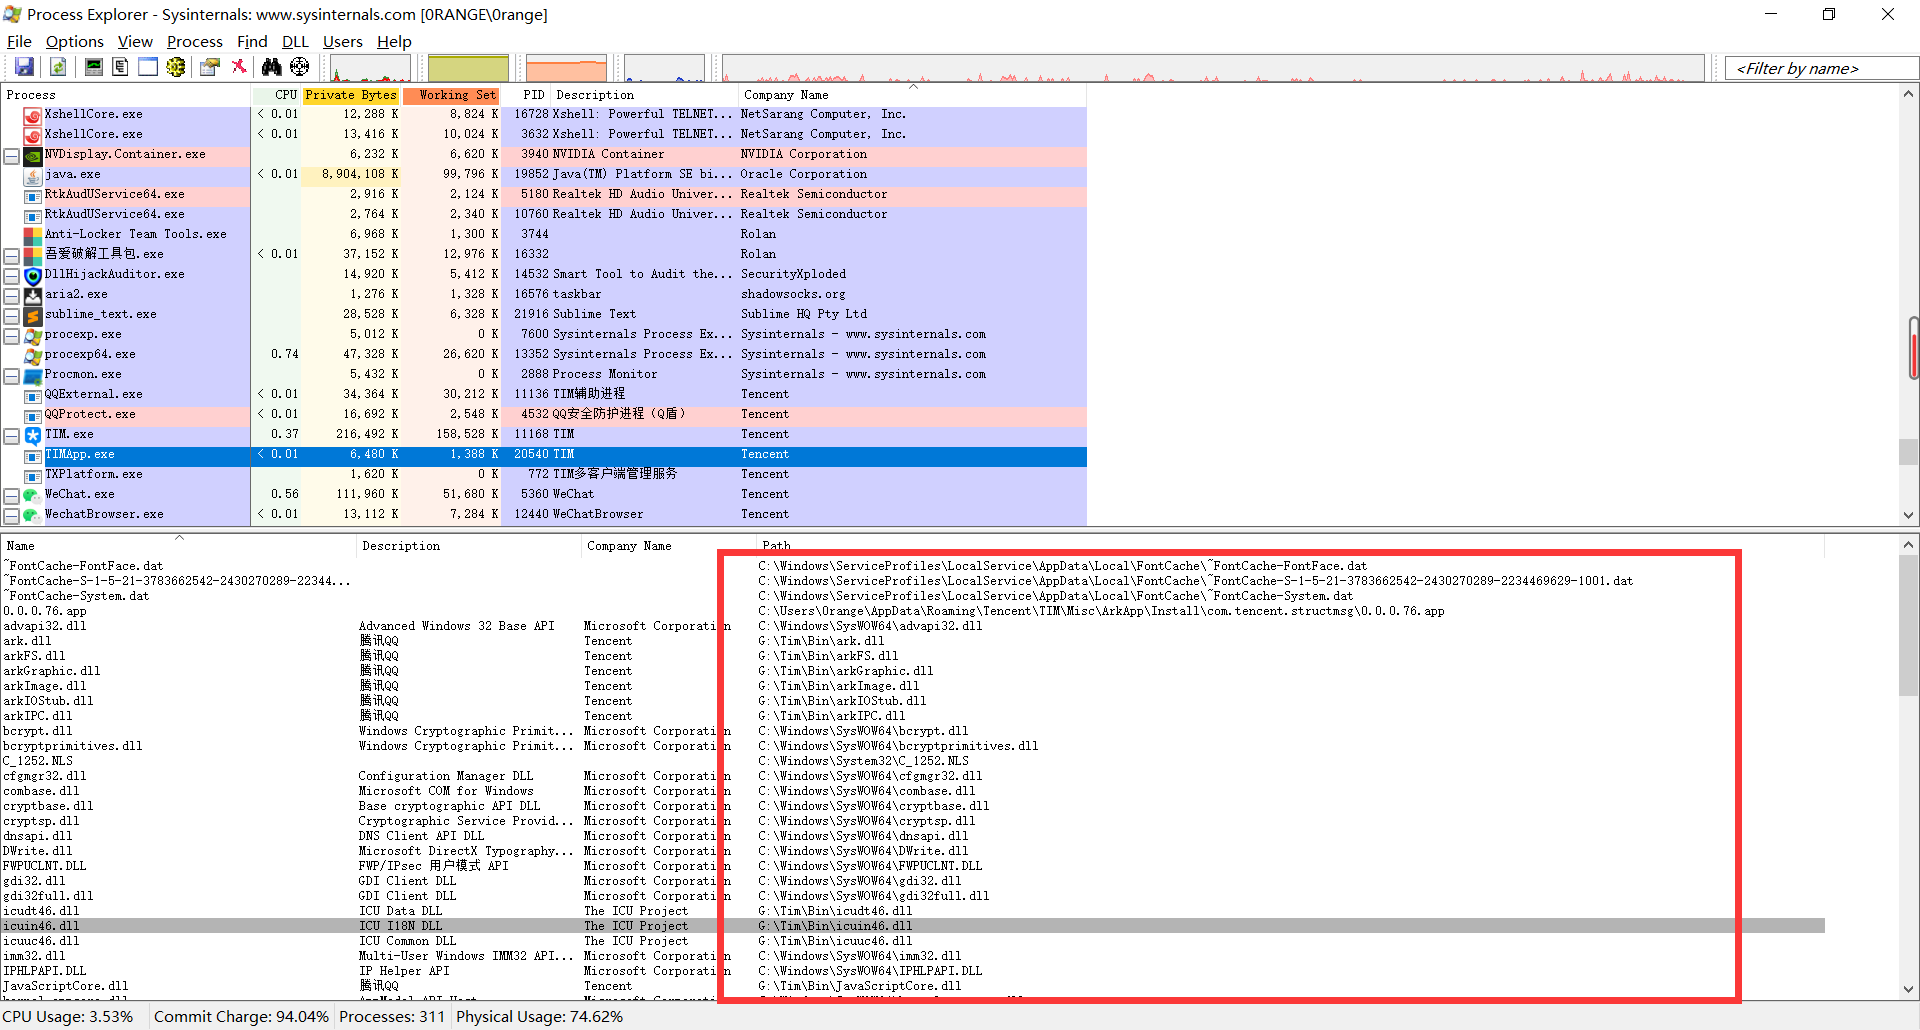 Process Explorer - Sysinternals: www.sysinternals.com [0RANGE\0range]
File Options View Process Find DLL Users Help
<Filter by name>
Process CPU Private Bytes Working Set PID Description Company Name
XshellCore.exe < 0.01 12,288 K 8,824 K 16728 Xshell: Powerful TELNET... NetSarang Computer, Inc.
XshellCore.exe < 0.01 13,416 K 10,024 K 3632 Xshell: Powerful TELNET... NetSarang Computer, Inc.
NVDisplay.Container.exe 6,232 K 6,620 K 3940 NVIDIA Container NVIDIA Corporation
java.exe < 0.01 8,904,108 K 99,796 K 19852 Java(TM) Platform SE bi... Oracle Corporation
RtkAudUService64.exe 2,916 K 2,124 K 5180 Realtek HD Audio Univer... Realtek Semiconductor
RtkAudUService64.exe 2,764 K 2,340 K 10760 Realtek HD Audio Univer... Realtek Semiconductor
Anti-Locker Team Tools.exe 6,968 K 1,300 K 3744 Rolan
吾爱破解工具包.exe < 0.01 37,152 K 12,976 K 16332 Rolan
DllHijackAuditor.exe 14,920 K 5,412 K 14532 Smart Tool to Audit the... SecurityXploded
aria2.exe 1,276 K 1,328 K 16576 taskbar shadowsocks.org
sublime_text.exe 28,528 K 6,328 K 21916 Sublime Text Sublime HQ Pty Ltd
procexp.exe 5,012 K 0 K 7600 Sysinternals Process Ex... Sysinternals - www.sysinternals.com
procexp64.exe 0.74 47,328 K 26,620 K 13352 Sysinternals Process Ex... Sysinternals - www.sysinternals.com
Procmon.exe 5,432 K 0 K 2888 Process Monitor Sysinternals - www.sysinternals.com
QQExternal.exe < 0.01 34,364 K 30,212 K 11136 TIM辅助进程 Tencent
QQProtect.exe < 0.01 16,692 K 2,548 K 4532 QQ安全防护进程（Q盾） Tencent
TIM.exe 0.37 216,492 K 158,528 K 11168 TIM Tencent
TIMApp.exe < 0.01 6,480 K 1,388 K 20540 TIM Tencent
TXPlatform.exe 1,620 K 0 K 772 TIM多客户端管理服务 Tencent
WeChat.exe 0.56 111,960 K 51,680 K 5360 WeChat Tencent
WechatBrowser.exe < 0.01 13,112 K 7,284 K 12440 WeChatBrowser Tencent
Name Description Company Name Path
~FontCache-FontFace.dat C:\Windows\ServiceProfiles\LocalService\AppData\Local\FontCache\~FontCache-FontFace.dat
~FontCache-S-1-5-21-3783662542-2430270289-22344... C:\Windows\ServiceProfiles\LocalService\AppData\Local\FontCache\~FontCache-S-1-5-21-3783662542-2430270289-2234469629-1001.dat
~FontCache-System.dat C:\Windows\ServiceProfiles\LocalService\AppData\Local\FontCache\~FontCache-System.dat
0.0.0.76.app C:\Users\0range\AppData\Roaming\Tencent\TIM\Misc\ArkApp\Install\com.tencent.structmsg\0.0.0.76.app
advapi32.dll Advanced Windows 32 Base API Microsoft Corporation C:\Windows\SysWOW64\advapi32.dll
ark.dll 腾讯QQ Tencent G:\Tim\Bin\ark.dll
arkFS.dll 腾讯QQ Tencent G:\Tim\Bin\arkFS.dll
arkGraphic.dll 腾讯QQ Tencent G:\Tim\Bin\arkGraphic.dll
arkImage.dll 腾讯QQ Tencent G:\Tim\Bin\arkImage.dll
arkIOStub.dll 腾讯QQ Tencent G:\Tim\Bin\arkIOStub.dll
arkIPC.dll 腾讯QQ Tencent G:\Tim\Bin\arkIPC.dll
bcrypt.dll Windows Cryptographic Primit... Microsoft Corporation C:\Windows\SysWOW64\bcrypt.dll
bcryptprimitives.dll Windows Cryptographic Primit... Microsoft Corporation C:\Windows\SysWOW64\bcryptprimitives.dll
C_1252.NLS C:\Windows\System32\C_1252.NLS
cfgmgr32.dll Configuration Manager DLL Microsoft Corporation C:\Windows\SysWOW64\cfgmgr32.dll
combase.dll Microsoft COM for Windows Microsoft Corporation C:\Windows\SysWOW64\combase.dll
cryptbase.dll Base cryptographic API DLL Microsoft Corporation C:\Windows\SysWOW64\cryptbase.dll
cryptsp.dll Cryptographic Service Provid... Microsoft Corporation C:\Windows\SysWOW64\cryptsp.dll
dnsapi.dll DNS Client API DLL Microsoft Corporation C:\Windows\SysWOW64\dnsapi.dll
DWrite.dll Microsoft DirectX Typography... Microsoft Corporation C:\Windows\SysWOW64\DWrite.dll
FWPUCLNT.DLL FWP/IPsec 用户模式 API Microsoft Corporation C:\Windows\SysWOW64\FWPUCLNT.DLL
gdi32.dll GDI Client DLL Microsoft Corporation C:\Windows\SysWOW64\gdi32.dll
gdi32full.dll GDI Client DLL Microsoft Corporation C:\Windows\SysWOW64\gdi32full.dll
icudt46.dll ICU Data DLL The ICU Project G:\Tim\Bin\icudt46.dll
icuin46.dll ICU I18N DLL The ICU Project G:\Tim\Bin\icuin46.dll
icuuc46.dll ICU Common DLL The ICU Project G:\Tim\Bin\icuuc46.dll
imm32.dll Multi-User Windows IMM32 API... Microsoft Corporation C:\Windows\SysWOW64\imm32.dll
IPHLPAPI.DLL IP Helper API Microsoft Corporation C:\Windows\SysWOW64\IPHLPAPI.DLL
JavaScriptCore.dll 腾讯QQ Tencent G:\Tim\Bin\JavaScriptCore.dll
CPU Usage: 3.53% Commit Charge: 94.04% Processes: 311 Physical Usage: 74.62%